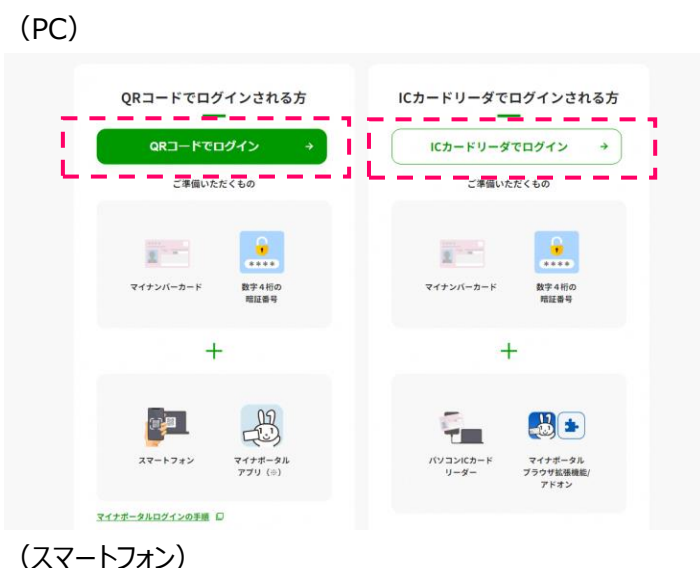 （PC）
QRコードでログインされる方
QRコードでログイン
ご準備いただくもの
マイナンバーカード
数字4桁の
暗証番号
スマートフォン
マイナポータル
アプリ（※）
マイナポータルログインの手順
ICカードリーダでログインされる方
ICカードリーダでログイン
ご準備いただくもの
マイナンバーカード
数字4桁の
暗証番号
パソコンICカード
リーダー
マイナポータル
ブラウザ拡張機能/
アドオン
（スマートフォン）